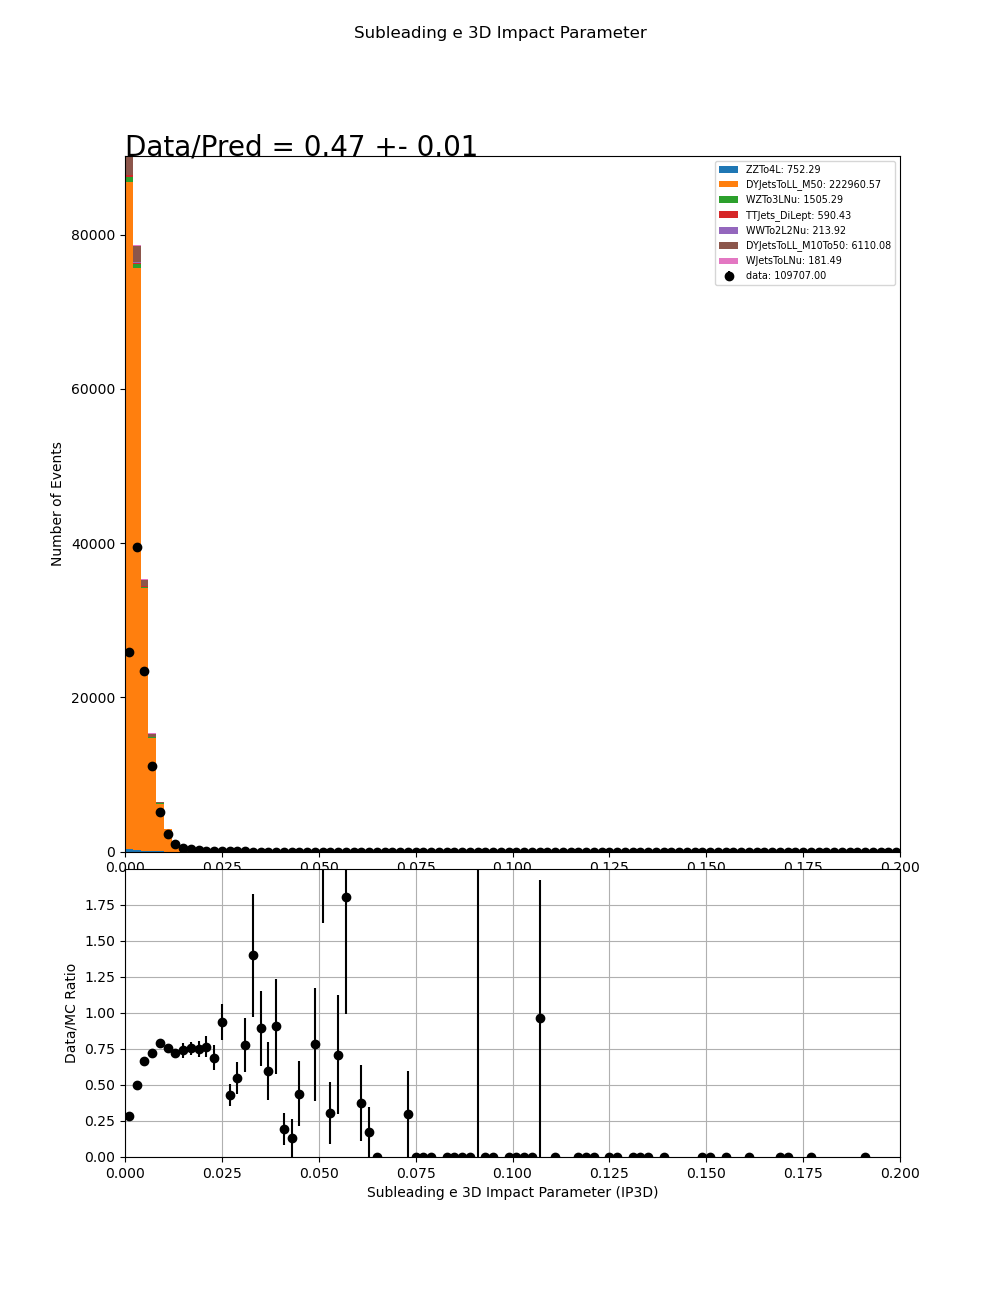 Subleading e 3D Impact Parameter
Data/Pred = 0.47 +- 0.01
ZZTo4L: 752.29
DYJetsToLL_M50: 222960.57
WZTo3LNu: 1505.29
TTJets_DiLept: 590.43
WWTo2L2Nu: 213.92
DYJetsToLL_M10To50: 6110.08
WJetsToLNu: 181.49
data: 109707.00
80000
60000
40000
20000
0
Number of Events
0.000 0.025 0.050 0.075 0.100 0.125 0.150 0.175 0.200
1.75
1.50
1.25
1.00
0.75
0.50
0.25
0.00
Data/MC Ratio
0.000 0.025 0.050 0.075 0.100 0.125 0.150 0.175 0.200
Subleading e 3D Impact Parameter (IP3D)